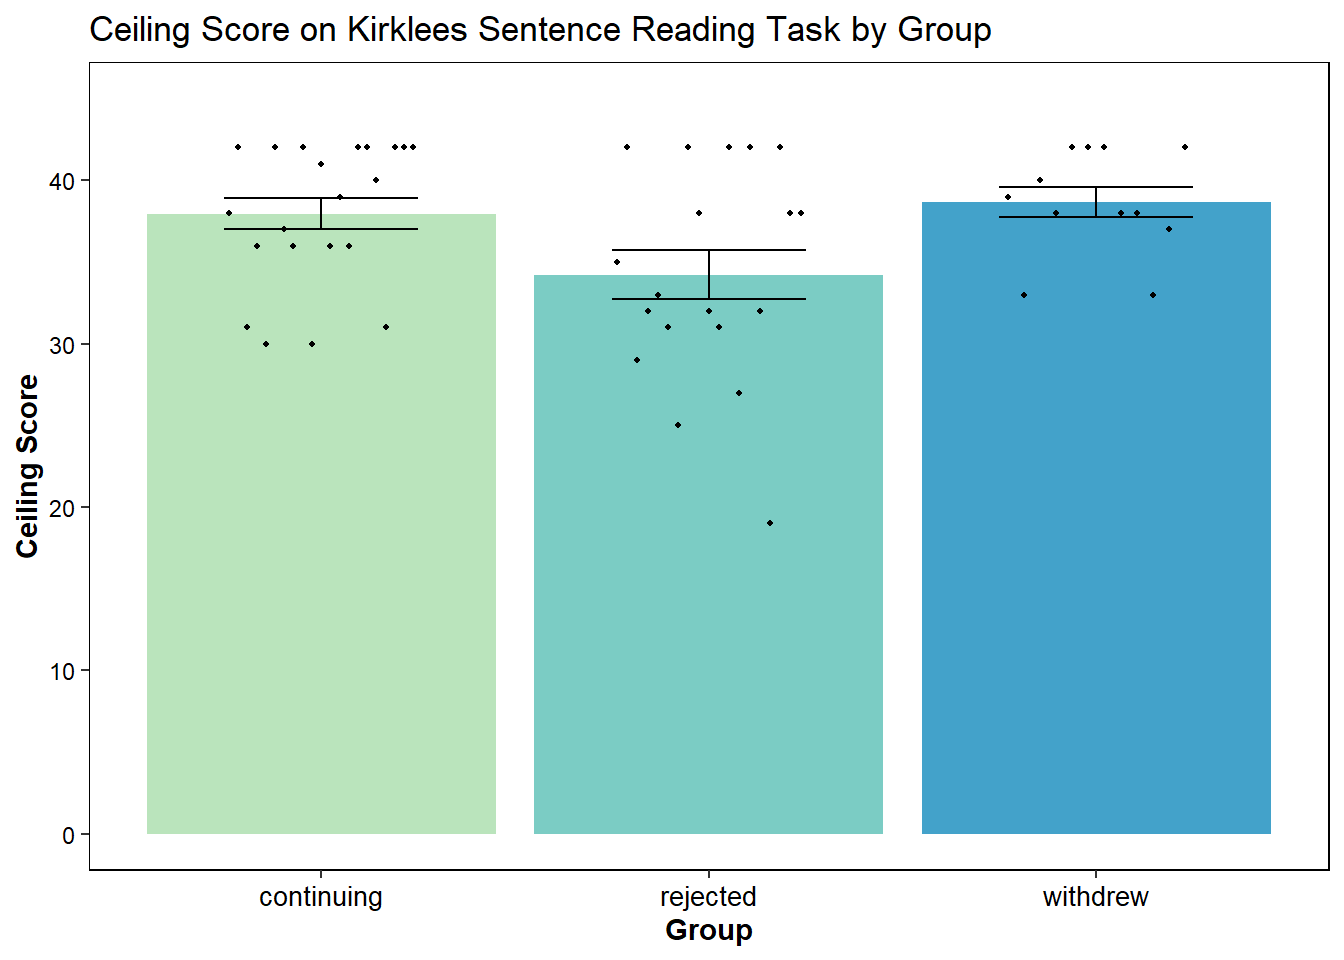 Ceiling Score on Kirklees Sentence Reading Task by Group
Ceiling Score
40
30
20
10
0
continuing
rejected
withdrew
Group